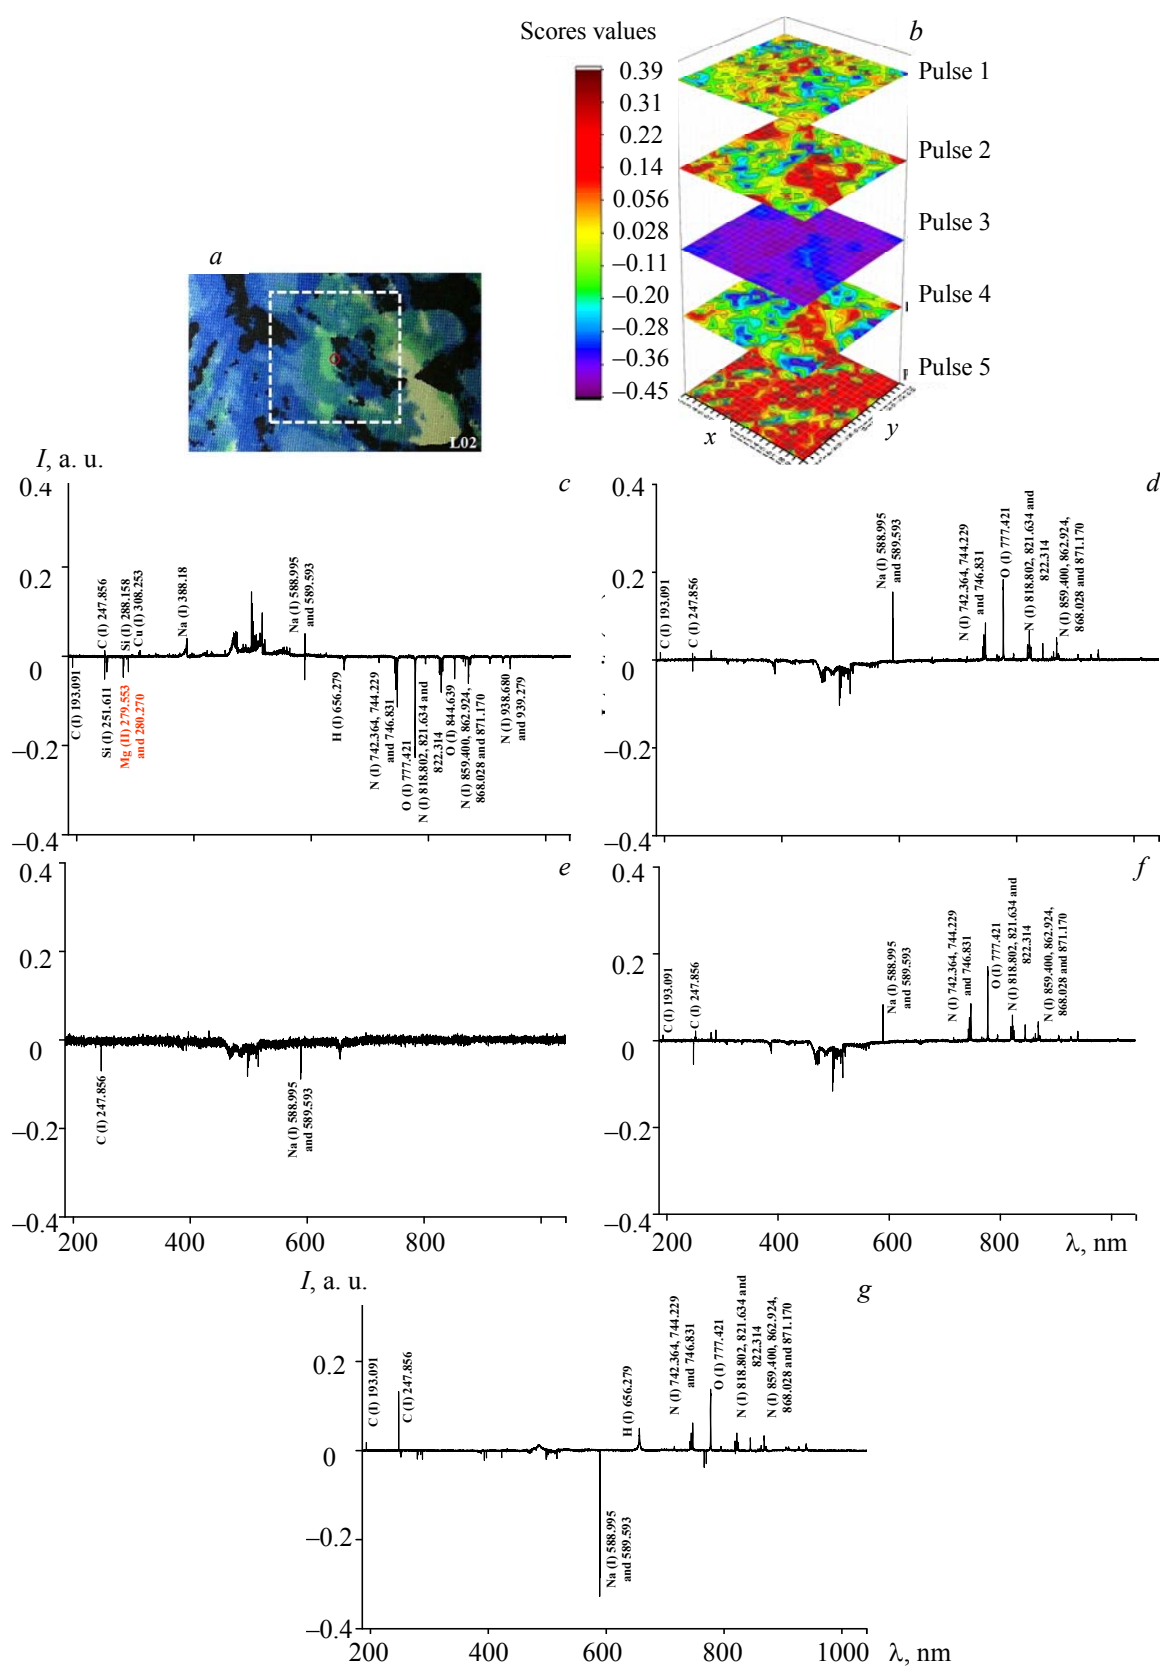 Scores values
b
0.39
0.31
0.22
0.14
0.056
0.028
–0.11
–0.20
–0.28
–0.36
–0.45
Pulse 1
Pulse 2
Pulse 3
Pulse 4
Pulse 5
x
y
a
L02
I, a. u.
c
0.4
0.2
0
–0.2
–0.4
C (I) 193.091
C (I) 247.856
Si (I) 251.611
Mg (II) 279.553
and 280.270
Si (I) 288.158
Cu (I) 308.253
Na (I) 388.18
Na (I) 588.995
and 589.593
H (I) 656.279
N (I) 742.364, 744.229
and 746.831
O (I) 777.421
N (I) 818.802, 821.634 and
822.314
O (I) 844.639
N (I) 859.400, 862.924,
868.028 and 871.170
N (I) 938.680
and 939.279
d
0.4
0.2
0
–0.2
–0.4
C (I) 193.091
C (I) 247.856
Na (I) 588.995
and 589.593
N (I) 742.364, 744.229
and 746.831
O (I) 777.421
N (I) 818.802, 821.634 and
822.314
N (I) 859.400, 862.924,
868.028 and 871.170
e
0.4
0.2
0
–0.2
–0.4
C (I) 247.856
Na (I) 588.995
and 589.593
200
400
600
800
f
0.4
0.2
0
–0.2
–0.4
C (I) 193.091
C (I) 247.856
Na (I) 588.995
and 589.593
N (I) 742.364, 744.229
and 746.831
O (I) 777.421
N (I) 818.802, 821.634 and
822.314
N (I) 859.400, 862.924,
868.028 and 871.170
200
400
600
800
λ, nm
I, a. u.
g
0.2
0
–0.2
–0.4
C (I) 193.091
C (I) 247.856
Na (I) 588.995
and 589.593
H (I) 656.279
N (I) 742.364, 744.229
and 746.831
O (I) 777.421
N (I) 818.802, 821.634 and
822.314
N (I) 859.400, 862.924,
868.028 and 871.170
200
400
600
800
1000
λ, nm